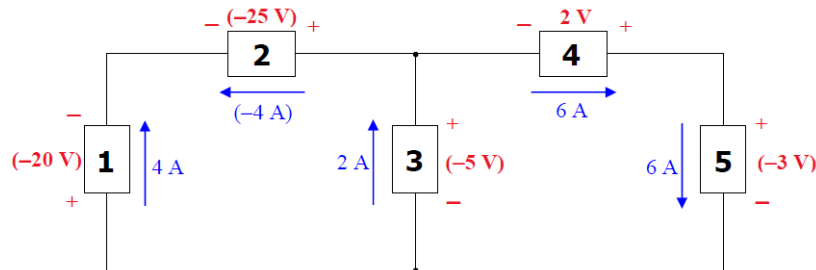 – (–25 V) +
2
(–4 A)
– 2 V +
4
6 A
–
(–20 V) 1
+
4 A
2 A
3
+
(–5 V)
–
6 A
5
+
(–3 V)
–